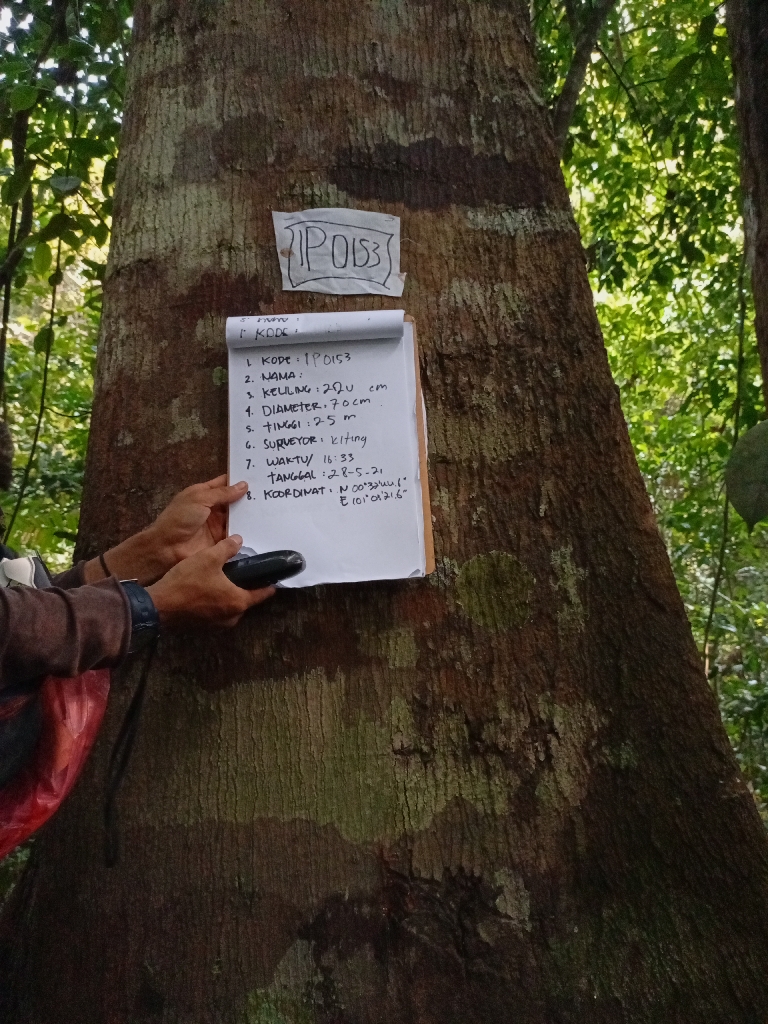 IP0153
1. KODE :
1. KODE : IP0153
2. NAMA :
3. KELILING : 220 cm
4. DIAMETER : 70 cm
5. TINGGI : 25 m
6. SURVEYOR : Kiting
7. WAKTU/ 16:33
TANGGAL : 28-5-21
8. KOORDINAT : N 00°32'44.6"
E 101°01'21.6"